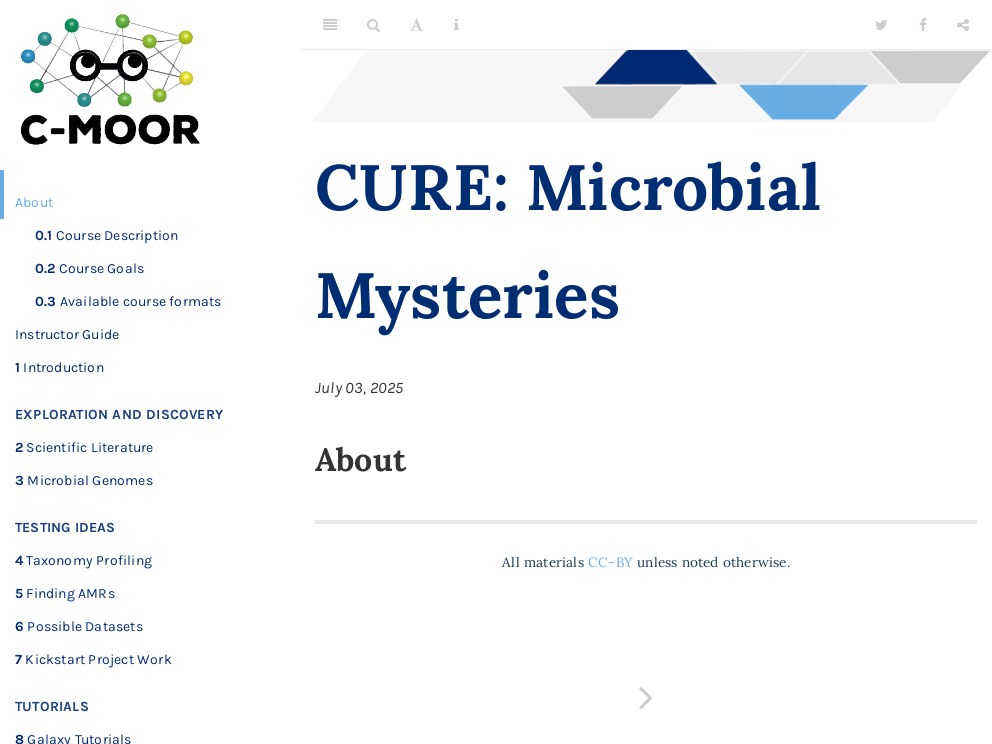 C-MOOR
About
0.1 Course Description
0.2 Course Goals
0.3 Available course formats
Instructor Guide
1 Introduction
EXPLORATION AND DISCOVERY
2 Scientific Literature
3 Microbial Genomes
TESTING IDEAS
4 Taxonomy Profiling
5 Finding AMRs
6 Possible Datasets
7 Kickstart Project Work
TUTORIALS
8 Galaxy Tutorials
CURE: Microbial
Mysteries
July 03, 2025
About
All materials CC-BY unless noted otherwise.